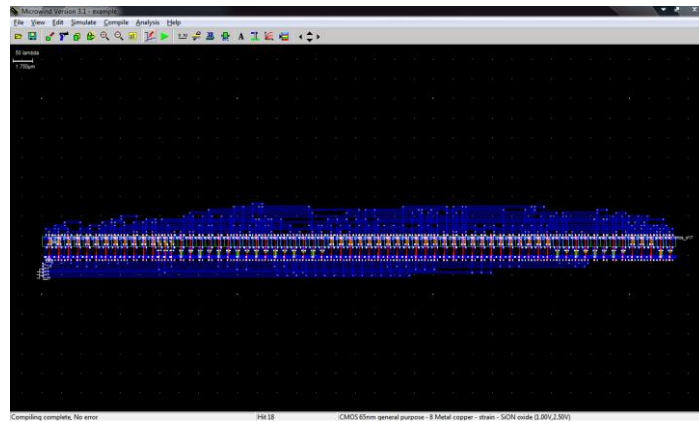 Microwind Version 3.1 - example
File View Edit Simulate Compile Analysis Help
50 lambda
1.750µm
Compiling complete, No error
Hit 18
CMOS 65nm general purpose - 8 Metal copper - strain - SiON oxide (1.00V,2.50V)